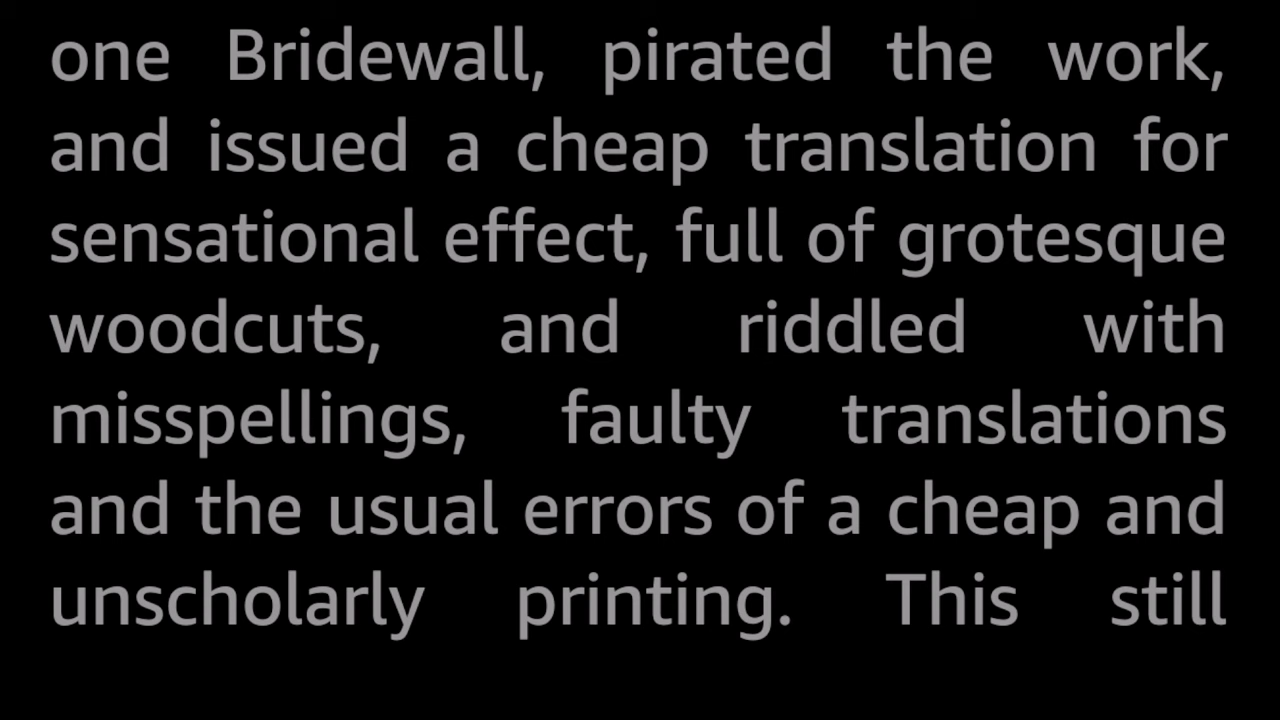 one Bridewall, pirated the work,
and issued a cheap translation for
sensational effect, full of grotesque
woodcuts, and riddled with
misspellings, faulty translations
and the usual errors of a cheap and
unscholarly printing. This still